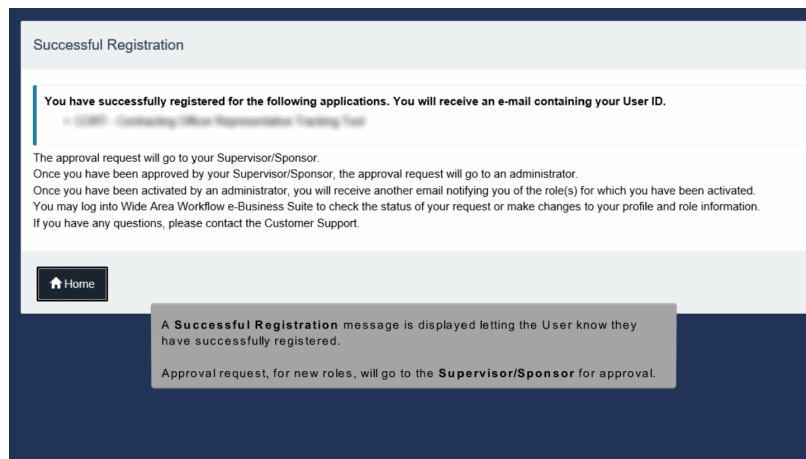 Successful Registration
You have successfully registered for the following applications. You will receive an e-mail containing your User ID.
The approval request will go to your Supervisor/Sponsor.
Once you have been approved by your Supervisor/Sponsor, the approval request will go to an administrator.
Once you have been activated by an administrator, you will receive another email notifying you of the role(s) for which you have been activated.
You may log into Wide Area Workflow e-Business Suite to check the status of your request or make changes to your profile and role information.
If you have any questions, please contact the Customer Support.
Home
A Successful Registration message is displayed letting the User know they
have successfully registered.
Approval request, for new roles, will go to the Supervisor/Sponsor for approval.